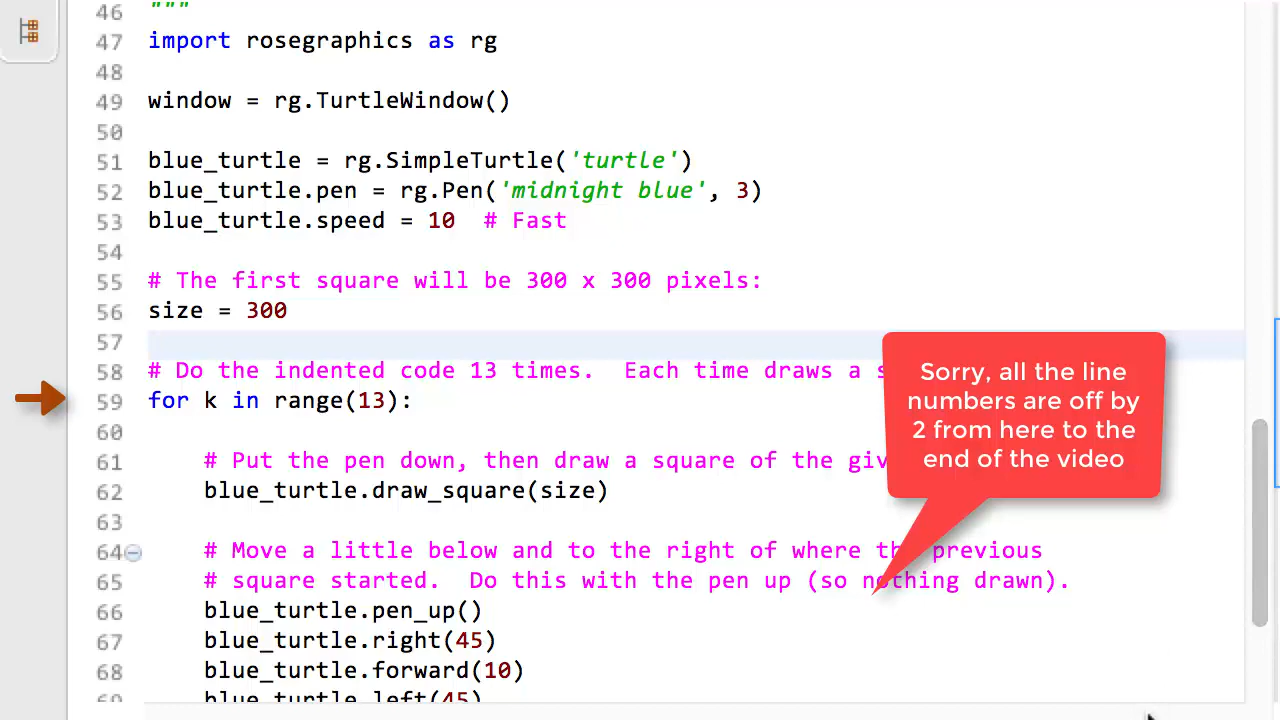 46 """
47 import rosegraphics as rg
48
49 window = rg.TurtleWindow()
50
51 blue_turtle = rg.SimpleTurtle('turtle')
52 blue_turtle.pen = rg.Pen('midnight blue', 3)
53 blue_turtle.speed = 10  # Fast
54
55 # The first square will be 300 x 300 pixels:
56 size = 300
57
58 # Do the indented code 13 times.  Each time draws a
59 for k in range(13):
60
61     # Put the pen down, then draw a square of the
62     blue_turtle.draw_square(size)
63
64     # Move a little below and to the right of where previous
65     # square started.  Do this with the pen up (so nothing drawn).
66     blue_turtle.pen_up()
67     blue_turtle.right(45)
68     blue_turtle.forward(10)
69     blue_turtle.left(45)
Sorry, all the line
numbers are off by
2 from here to the
end of the video